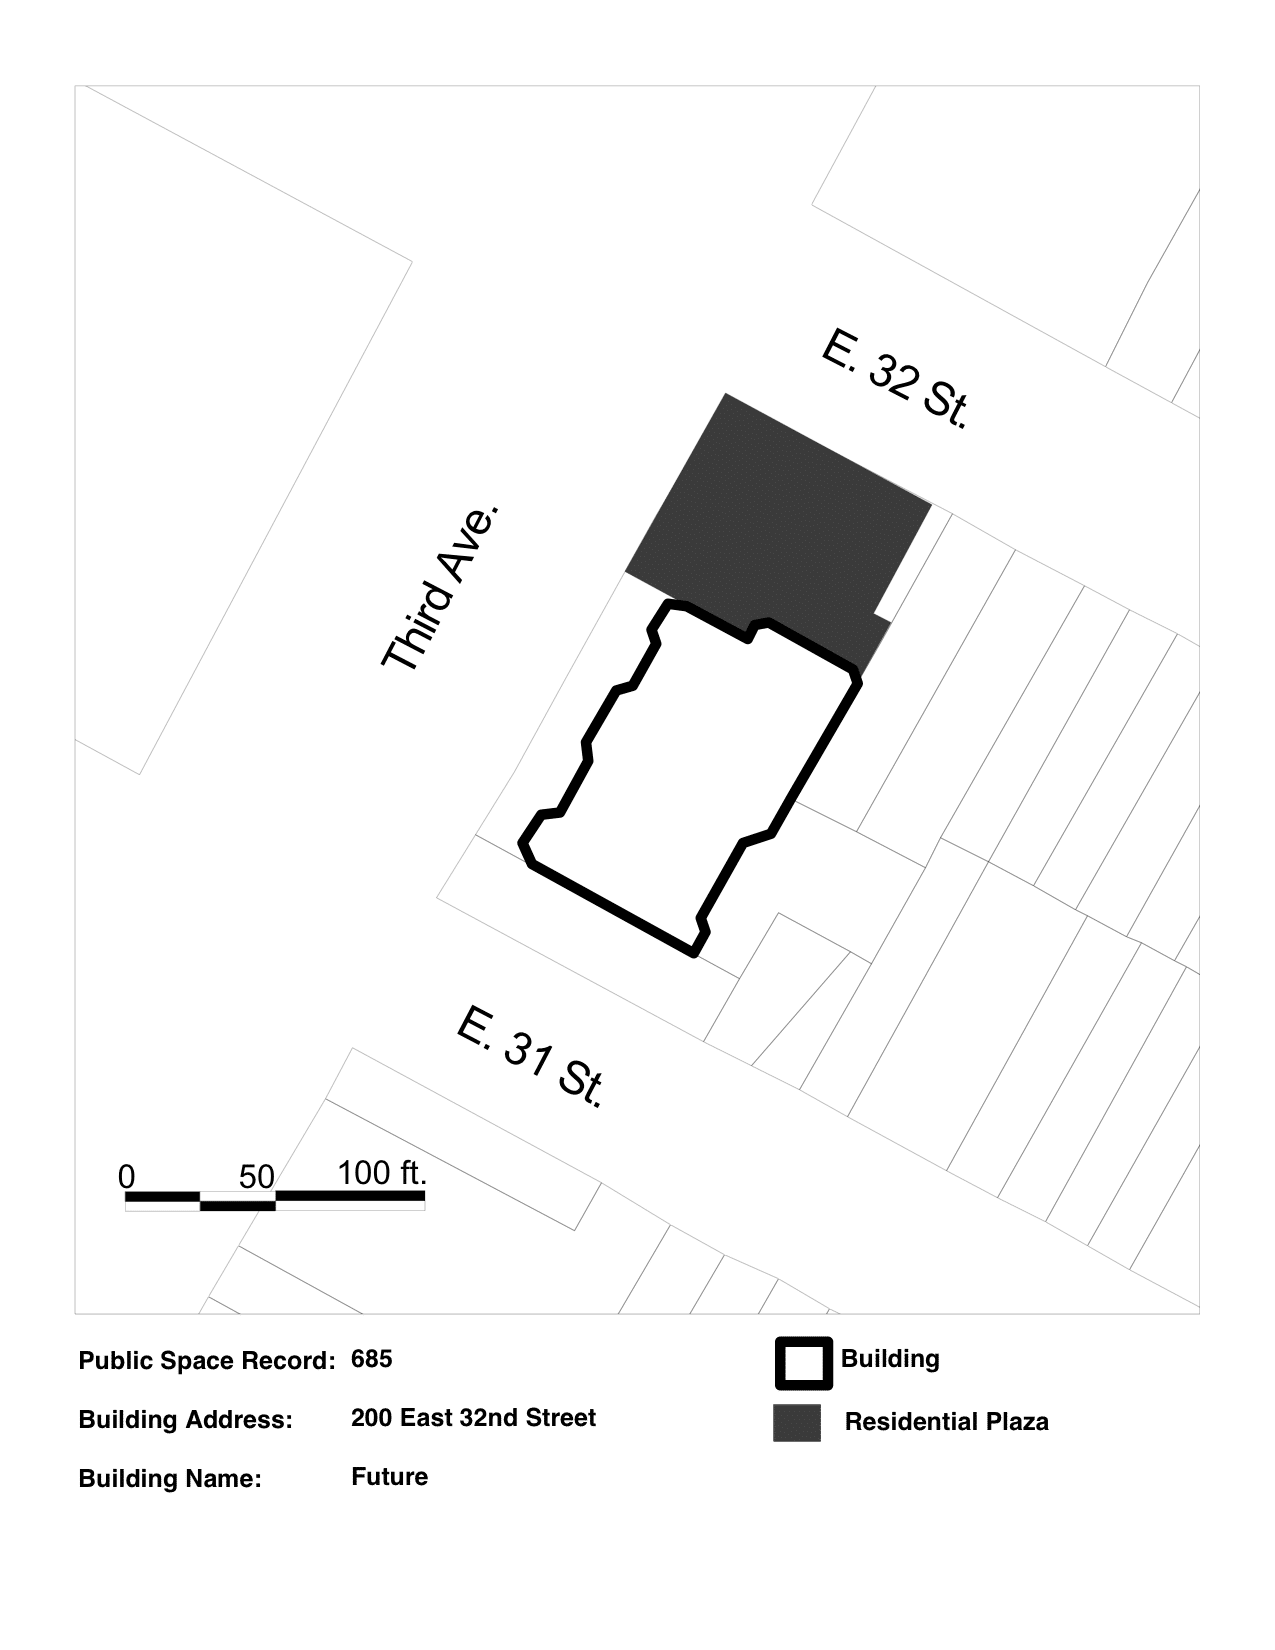 E. 32 St.
Third Ave.
E. 31 St.
0 50 100 ft.
Public Space Record: 685
Building Address: 200 East 32nd Street
Building Name: Future
Building
Residential Plaza